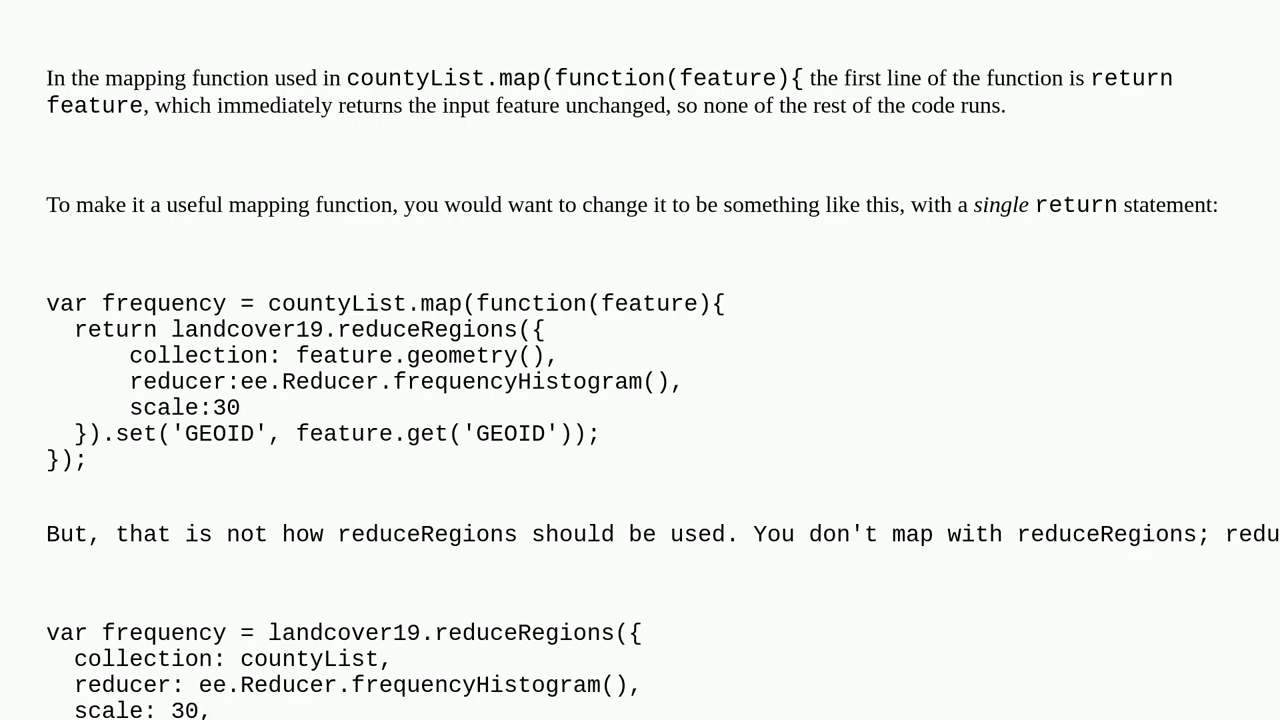 In the mapping function used in countyList.map(function(feature){ the first line of the function is return
feature, which immediately returns the input feature unchanged, so none of the rest of the code runs.
To make it a useful mapping function, you would want to change it to be something like this, with a single return statement:
var frequency = countyList.map(function(feature){
  return landcover19.reduceRegions({
      collection: feature.geometry(),
      reducer:ee.Reducer.frequencyHistogram(),
      scale:30
  }).set('GEOID', feature.get('GEOID'));
});
But, that is not how reduceRegions should be used. You don't map with reduceRegions; redu
var frequency = landcover19.reduceRegions({
  collection: countyList,
  reducer: ee.Reducer.frequencyHistogram(),
  scale: 30,